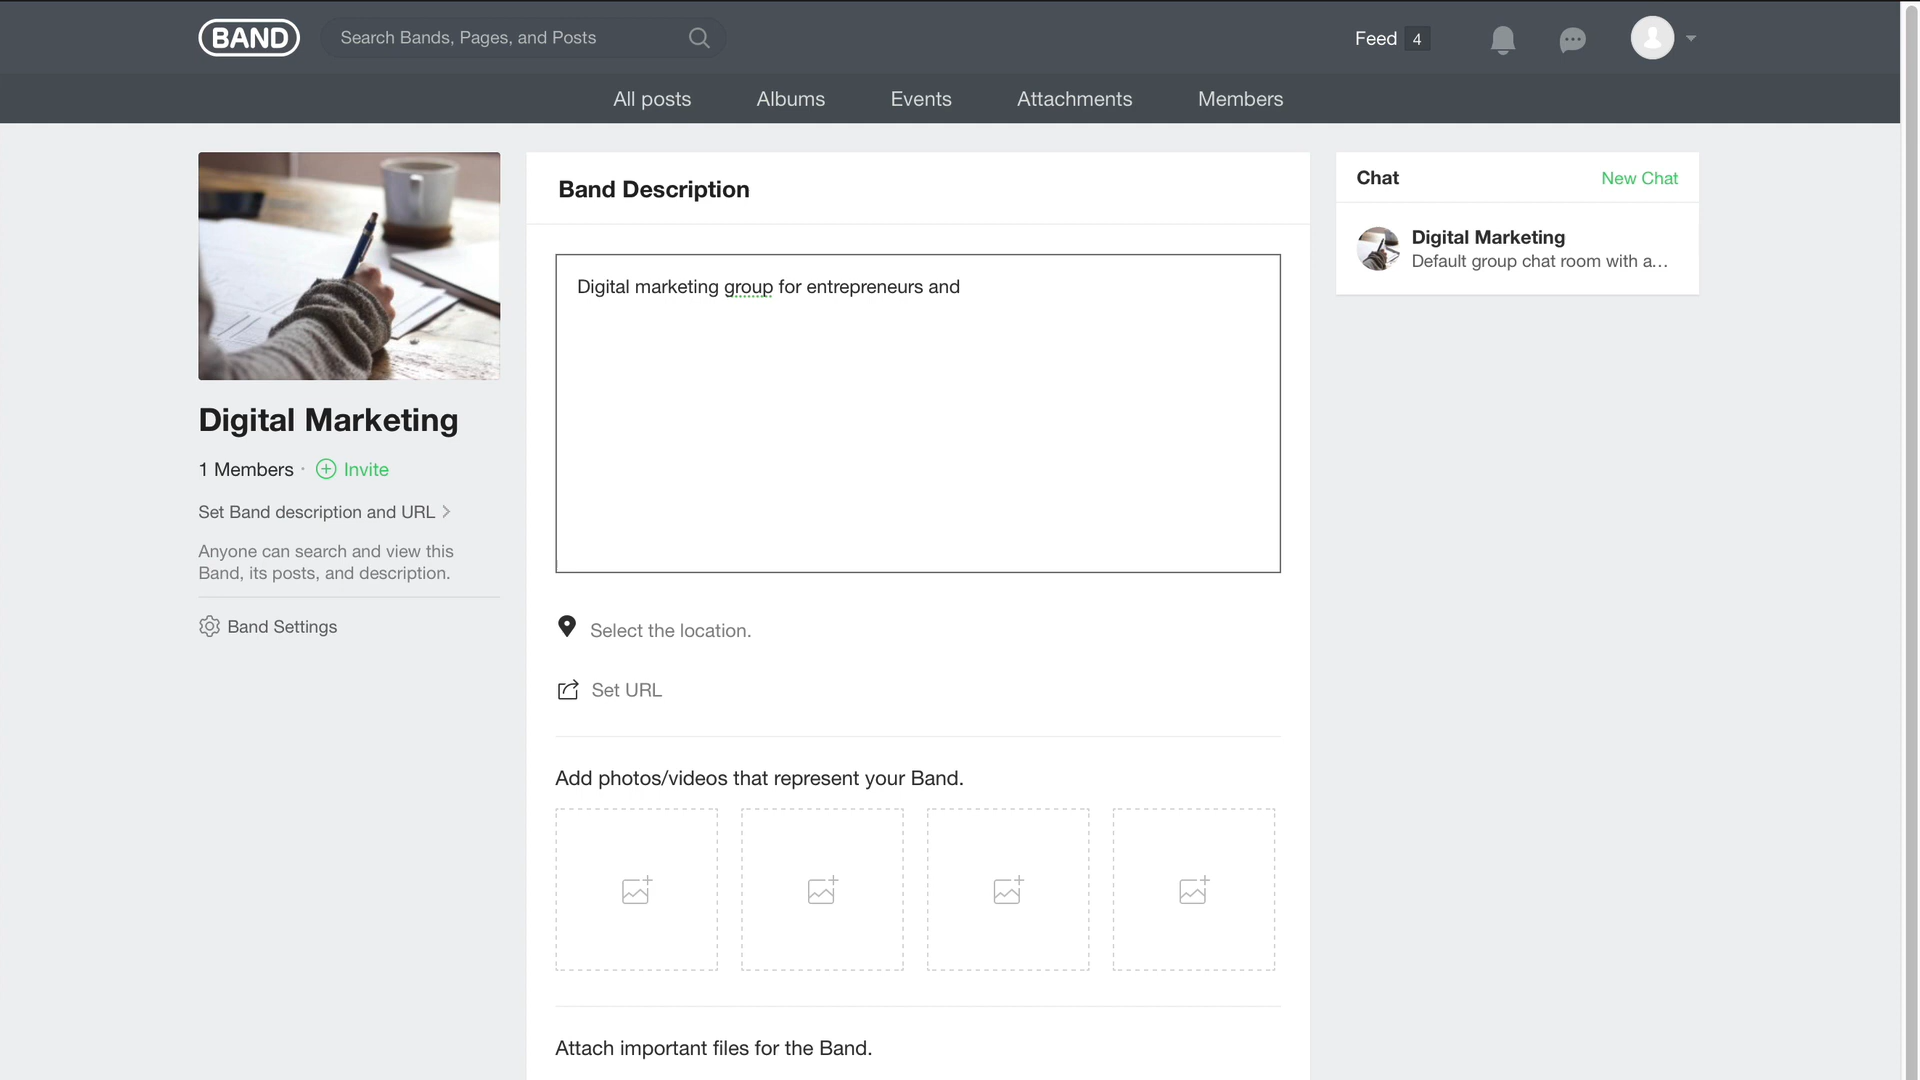 BAND
Search Bands, Pages, and Posts
Feed 4
All posts
Albums
Events
Attachments
Members
Digital Marketing
1 Members · Invite
Set Band description and URL
Anyone can search and view this
Band, its posts, and description.
Band Settings
Band Description
Digital marketing group for entrepreneurs and
Select the location.
Set URL
Add photos/videos that represent your Band.
Attach important files for the Band.
Chat
New Chat
Digital Marketing
Default group chat room with a...